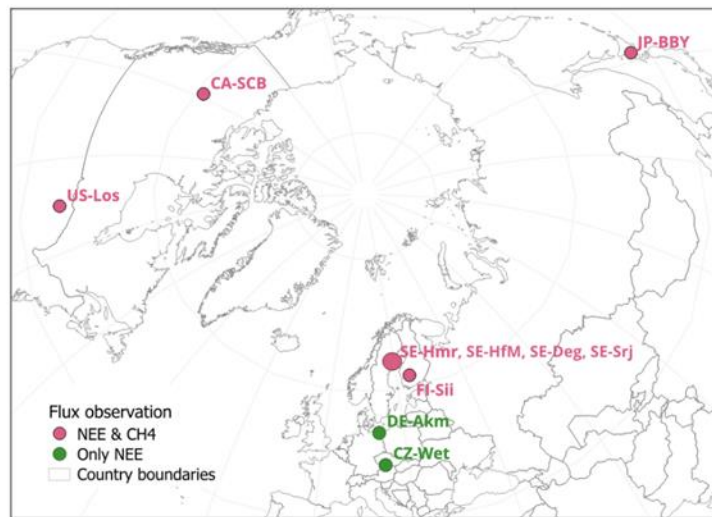 JP-BBY
CA-SCB
US-Los
SE-Hmr, SE-HfM, SE-Deg, SE-Srj
FI-Sii
DE-Akm
CZ-Wet
Flux observation
NEE & CH4
Only NEE
Country boundaries